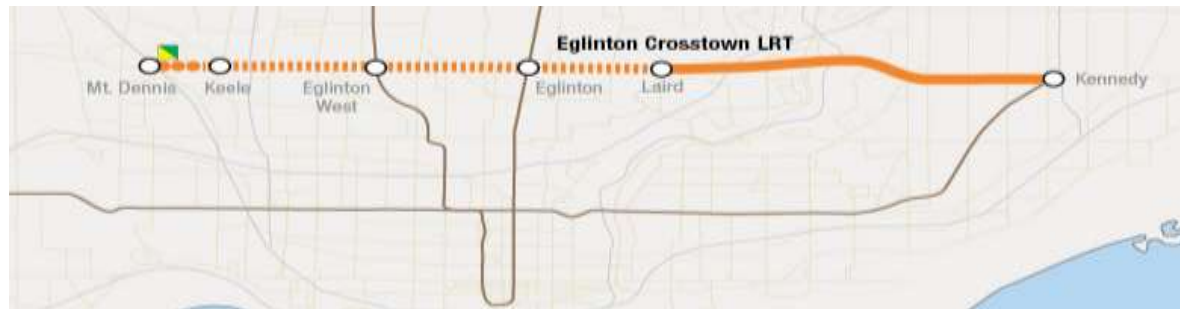 Eglinton Crosstown LRT
Mt. Dennis
Keele
Eglinton
West
Eglinton
Laird
Kennedy